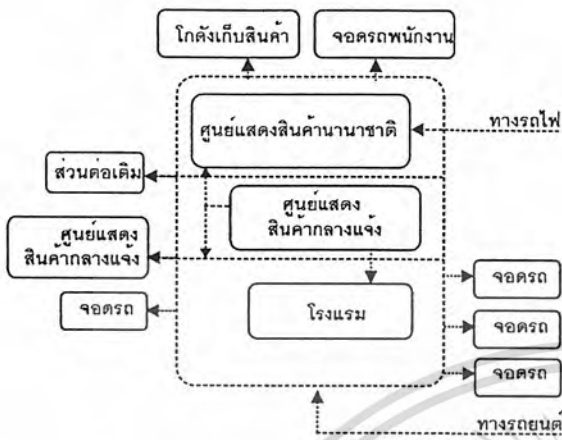 โกดังเก็บสินค้า
จอดรถพนักงาน
ศูนย์แสดงสินค้านานาชาติ
ทางรถไฟ
ส่วนต่อเติม
ศูนย์แสดง
สินค้ากลางแจ้ง
ศูนย์แสดง
สินค้ากลางแจ้ง
จอดรถ
จอดรถ
โรงแรม
จอดรถ
จอดรถ
ทางรถยนต์